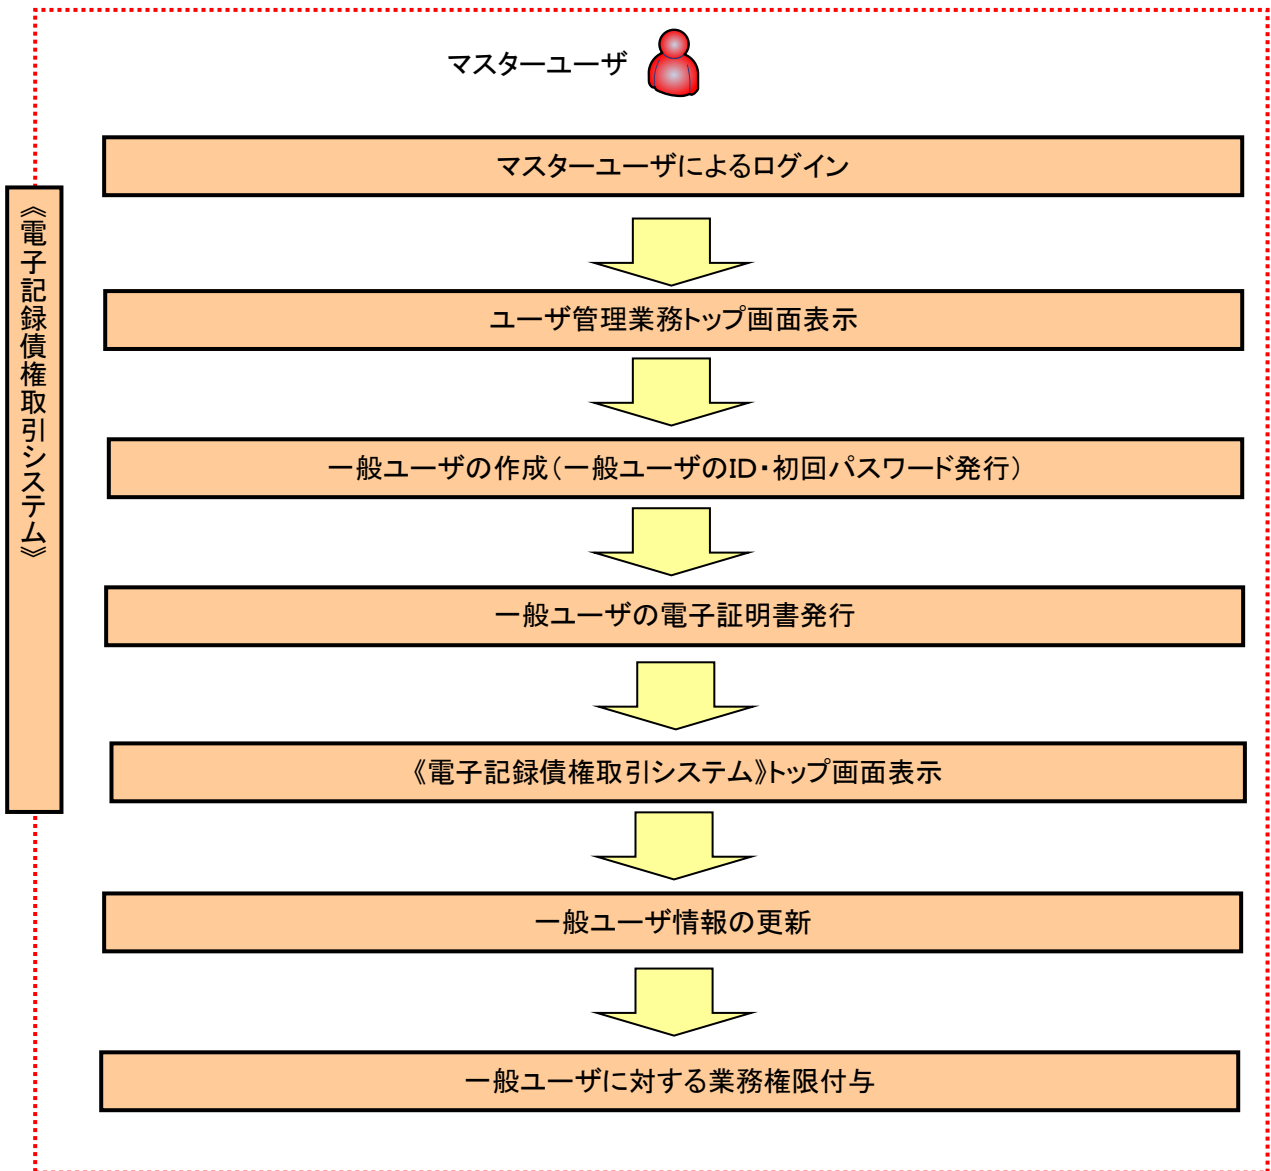 マスターユーザ
マスターユーザによるログイン
《電子記録債権取引システム》
ユーザ管理業務トップ画面表示
一般ユーザの作成（一般ユーザのID・初回パスワード発行）
一般ユーザの電子証明書発行
《電子記録債権取引システム》トップ画面表示
一般ユーザ情報の更新
一般ユーザに対する業務権限付与